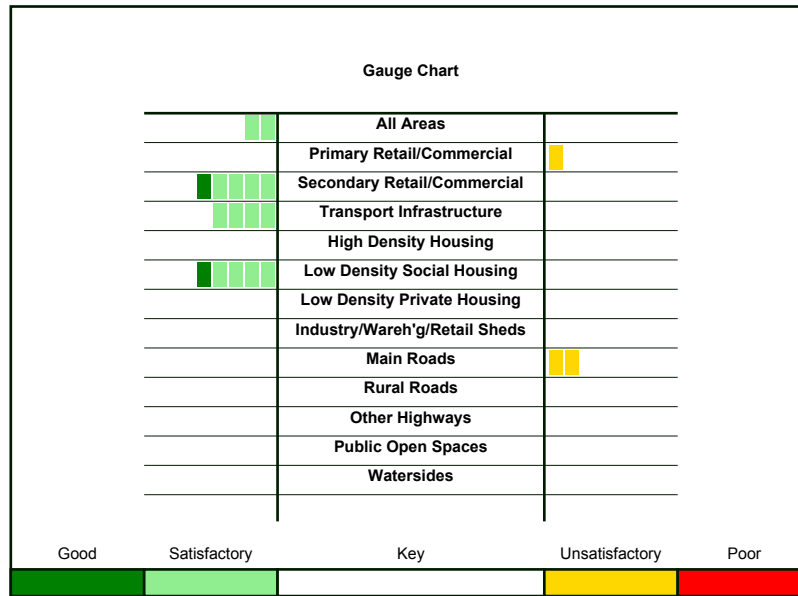 Gauge Chart
All Areas
Primary Retail/Commercial
Secondary Retail/Commercial
Transport Infrastructure
High Density Housing
Low Density Social Housing
Low Density Private Housing
Industry/Wareh'g/Retail Sheds
Main Roads
Rural Roads
Other Highways
Public Open Spaces
Watersides
Good Satisfactory Key Unsatisfactory Poor